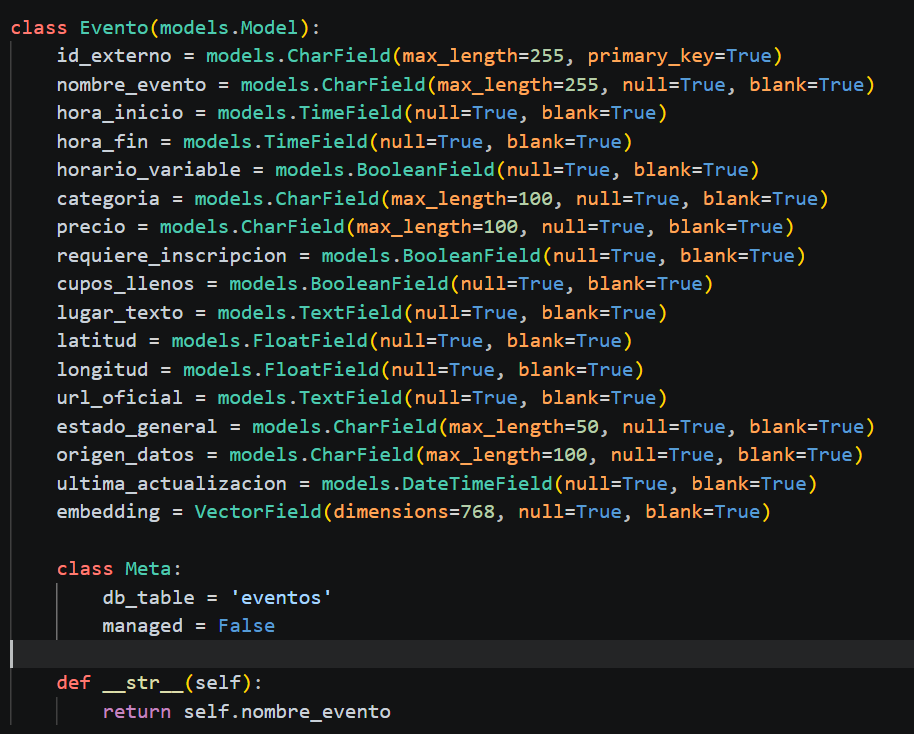 class Evento(models.Model):
    id_externo = models.CharField(max_length=255, primary_key=True)
    nombre_evento = models.CharField(max_length=255, null=True, blank=True)
    hora_inicio = models.TimeField(null=True, blank=True)
    hora_fin = models.TimeField(null=True, blank=True)
    horario_variable = models.BooleanField(null=True, blank=True)
    categoria = models.CharField(max_length=100, null=True, blank=True)
    precio = models.CharField(max_length=100, null=True, blank=True)
    requiere_inscripcion = models.BooleanField(null=True, blank=True)
    cupos_llenos = models.BooleanField(null=True, blank=True)
    lugar_texto = models.TextField(null=True, blank=True)
    latitud = models.FloatField(null=True, blank=True)
    longitud = models.FloatField(null=True, blank=True)
    url_oficial = models.TextField(null=True, blank=True)
    estado_general = models.CharField(max_length=50, null=True, blank=True)
    origen_datos = models.CharField(max_length=100, null=True, blank=True)
    ultima_actualizacion = models.DateTimeField(null=True, blank=True)
    embedding = VectorField(dimensions=768, null=True, blank=True)

    class Meta:
        db_table = 'eventos'
        managed = False

    def __str__(self):
        return self.nombre_evento